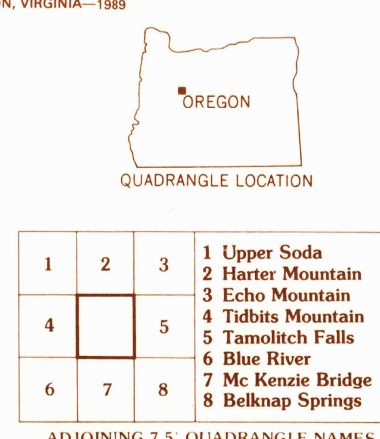 ON, VIRGINIA—1989
OREGON
QUADRANGLE LOCATION
1 2 3
4 5
6 7 8
1 Upper Soda
2 Harter Mountain
3 Echo Mountain
4 Tidbits Mountain
5 Tamolitch Falls
6 Blue River
7 Mc Kenzie Bridge
8 Belknap Springs
ADJOINING 7.5' QUADRANGLE NAMES